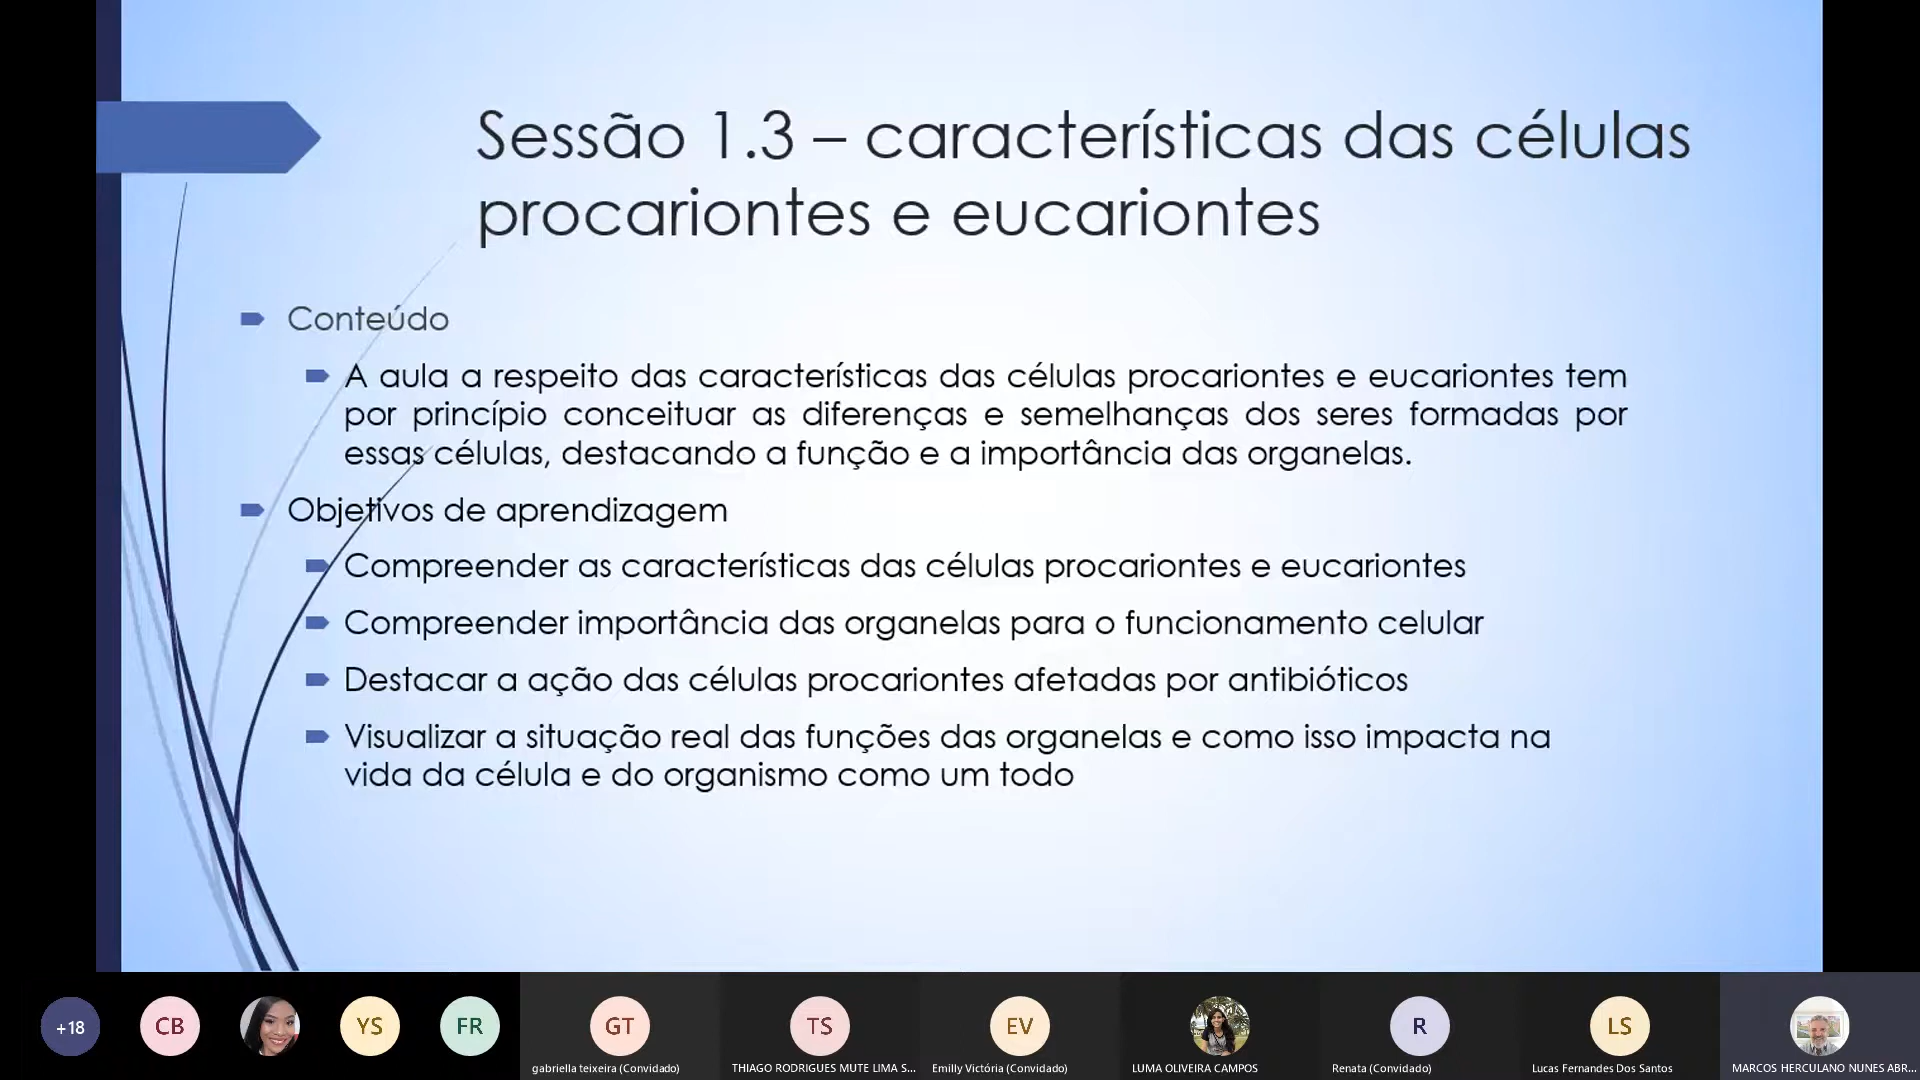 Sessão 1.3 – características das células
procariontes e eucariontes
Conteúdo
A aula a respeito das características das células procariontes e eucariontes tem
por princípio conceituar as diferenças e semelhanças dos seres formadas por
essas células, destacando a função e a importância das organelas.
Objetivos de aprendizagem
Compreender as características das células procariontes e eucariontes
Compreender importância das organelas para o funcionamento celular
Destacar a ação das células procariontes afetadas por antibióticos
Visualizar a situação real das funções das organelas e como isso impacta na
vida da célula e do organismo como um todo
+18
CB
YS
FR
GT
TS
EV
R
LS
gabriella teixeira (Convidado)
THIAGO RODRIGUES MUTE LIMA S...
Emilly Victória (Convidado)
LUMA OLIVEIRA CAMPOS
Renata (Convidado)
Lucas Fernandes Dos Santos
MARCOS HERCULANO NUNES ABR...